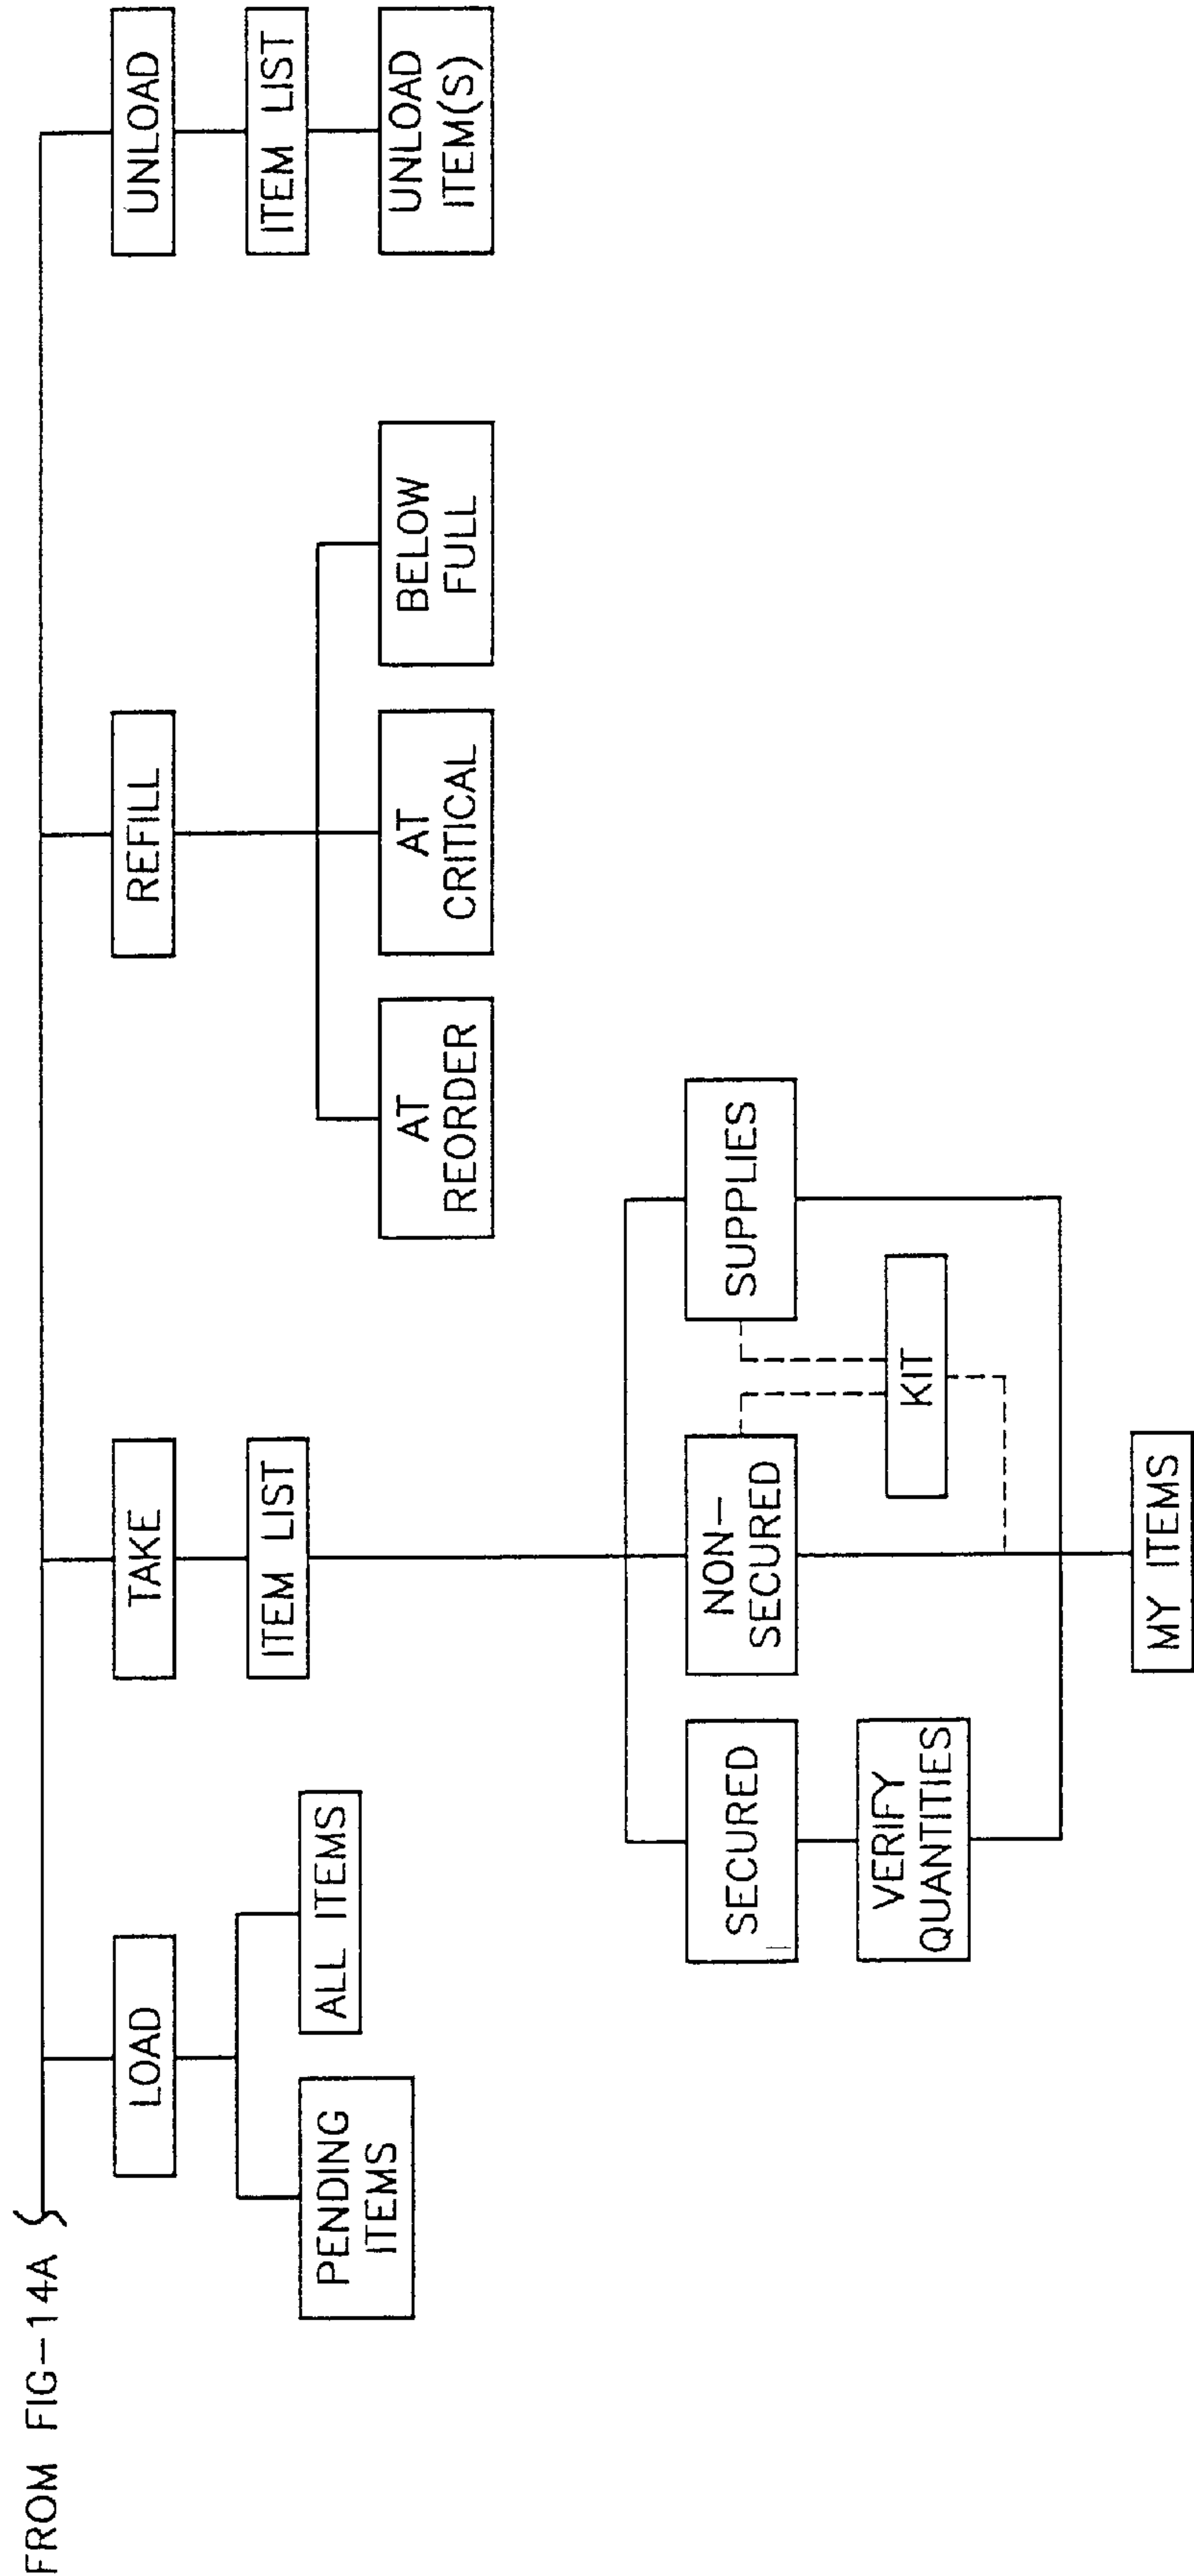 FROM FIG-14A
LOAD
PENDING
ITEMS
ALL ITEMS
TAKE
ITEM LIST
SECURED
VERIFY
QUANTITIES
NON-
SECURED
SUPPLIES
KIT
MY ITEMS
REFILL
AT
REORDER
AT
CRITICAL
BELOW
FULL
UNLOAD
ITEM LIST
UNLOAD
ITEM(S)